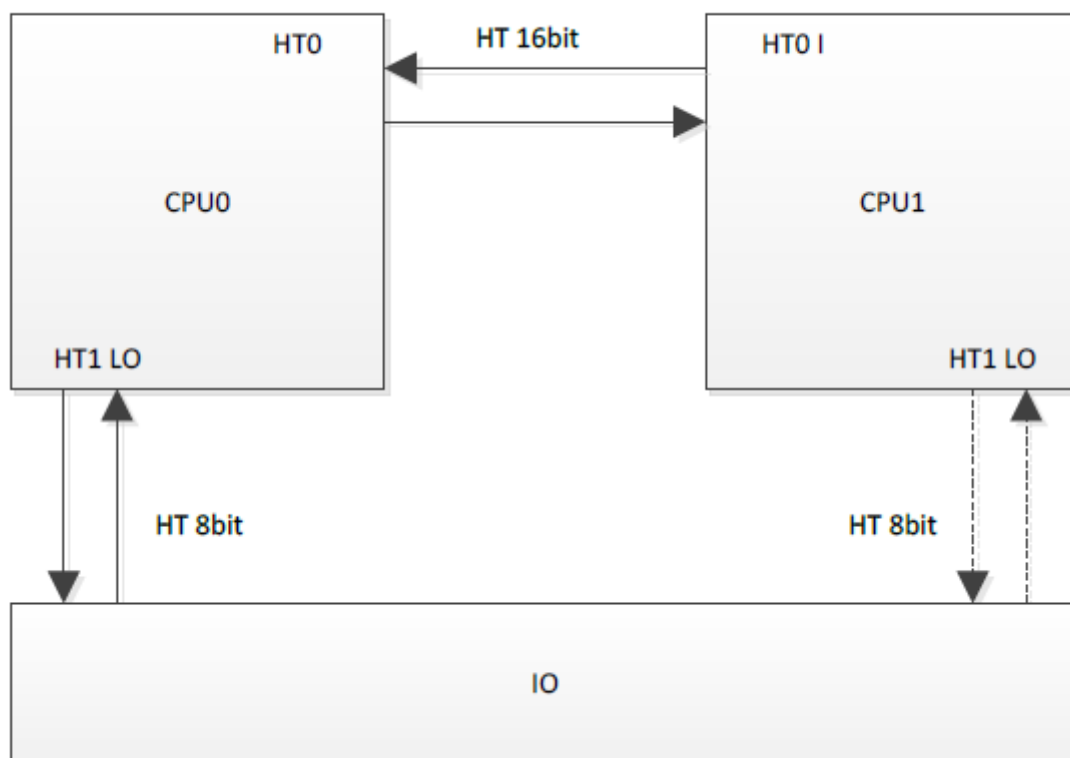 HT0
HT 16bit
HT0 I
CPU0
CPU1
HT1 LO
HT1 LO
HT 8bit
HT 8bit
IO